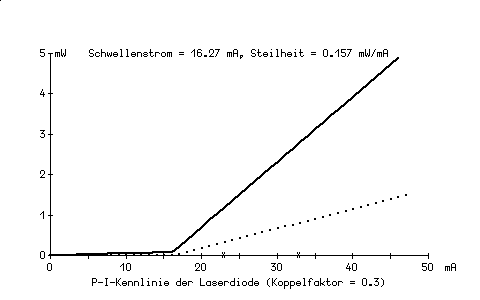 5 mW Schwellenstrom = 16.27 mA, Steilheit = 0.157 mW/mA
4
3
2
1
0
0 10 20 30 40 50 mA
P-I-Kennlinie der Laserdiode (Koppelfaktor = 0.3)